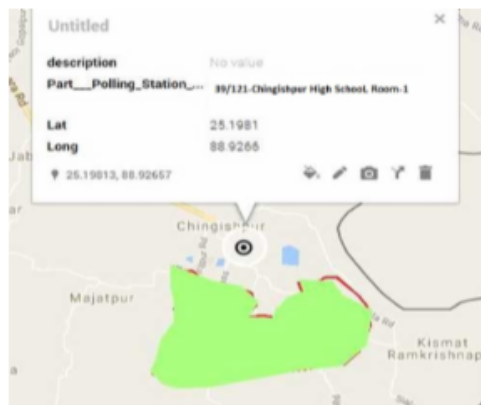 Untitled
description No value
Part___Polling_Station_... 39/121-Chingishpur High School, Room-1
Lat 25.1981
Long 88.9266
25.19813, 88.92657
Chingishpur
Majatpur
Kismat
Ramkrishnap